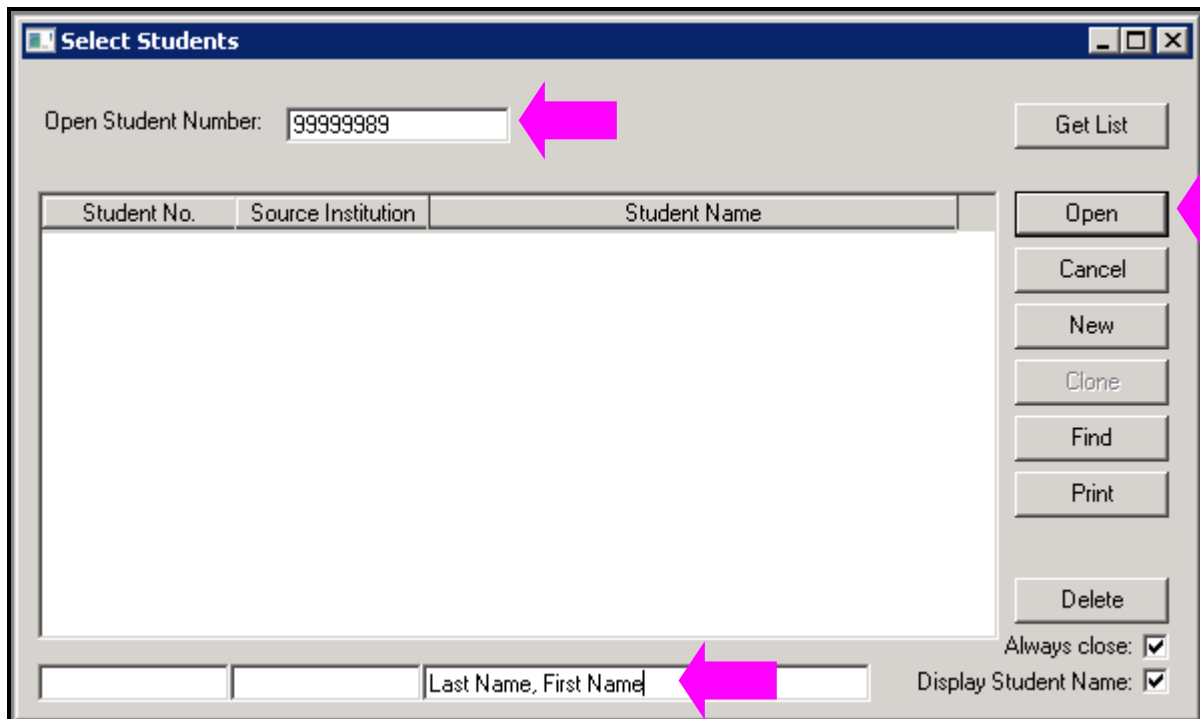 Select Students
Open Student Number: 99999989
Get List
Student No. Source Institution Student Name
Open
Cancel
New
Clone
Find
Print
Delete
Always close:
Last Name, First Name
Display Student Name: